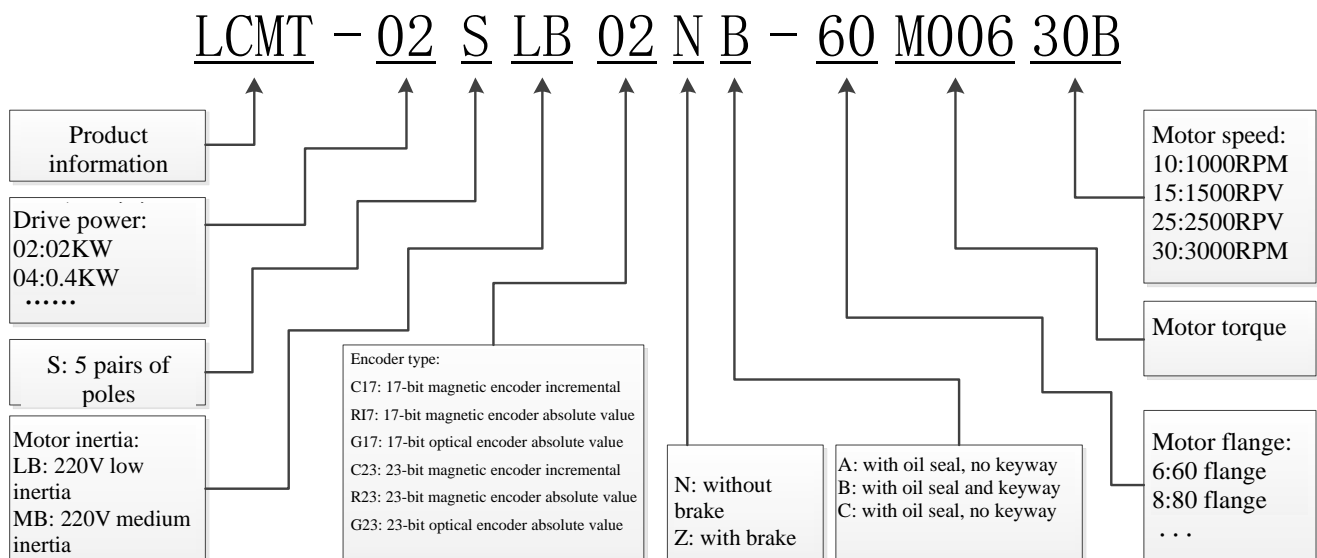 LCMT - 02 S LB 02 N B - 60 M006 30B
Product
information
Drive power:
02:02KW
04:0.4KW
······
S: 5 pairs of
poles
Motor inertia:
LB: 220V low
inertia
MB: 220V medium
inertia
Encoder type:
C17: 17-bit magnetic encoder incremental
RI7: 17-bit magnetic encoder absolute value
G17: 17-bit optical encoder absolute value
C23: 23-bit magnetic encoder incremental
R23: 23-bit magnetic encoder absolute value
G23: 23-bit optical encoder absolute value
N: without
brake
Z: with brake
A: with oil seal, no keyway
B: with oil seal and keyway
C: with oil seal, no keyway
Motor speed:
10:1000RPM
15:1500RPV
25:2500RPV
30:3000RPM
Motor torque
Motor flange:
6:60 flange
8:80 flange
...